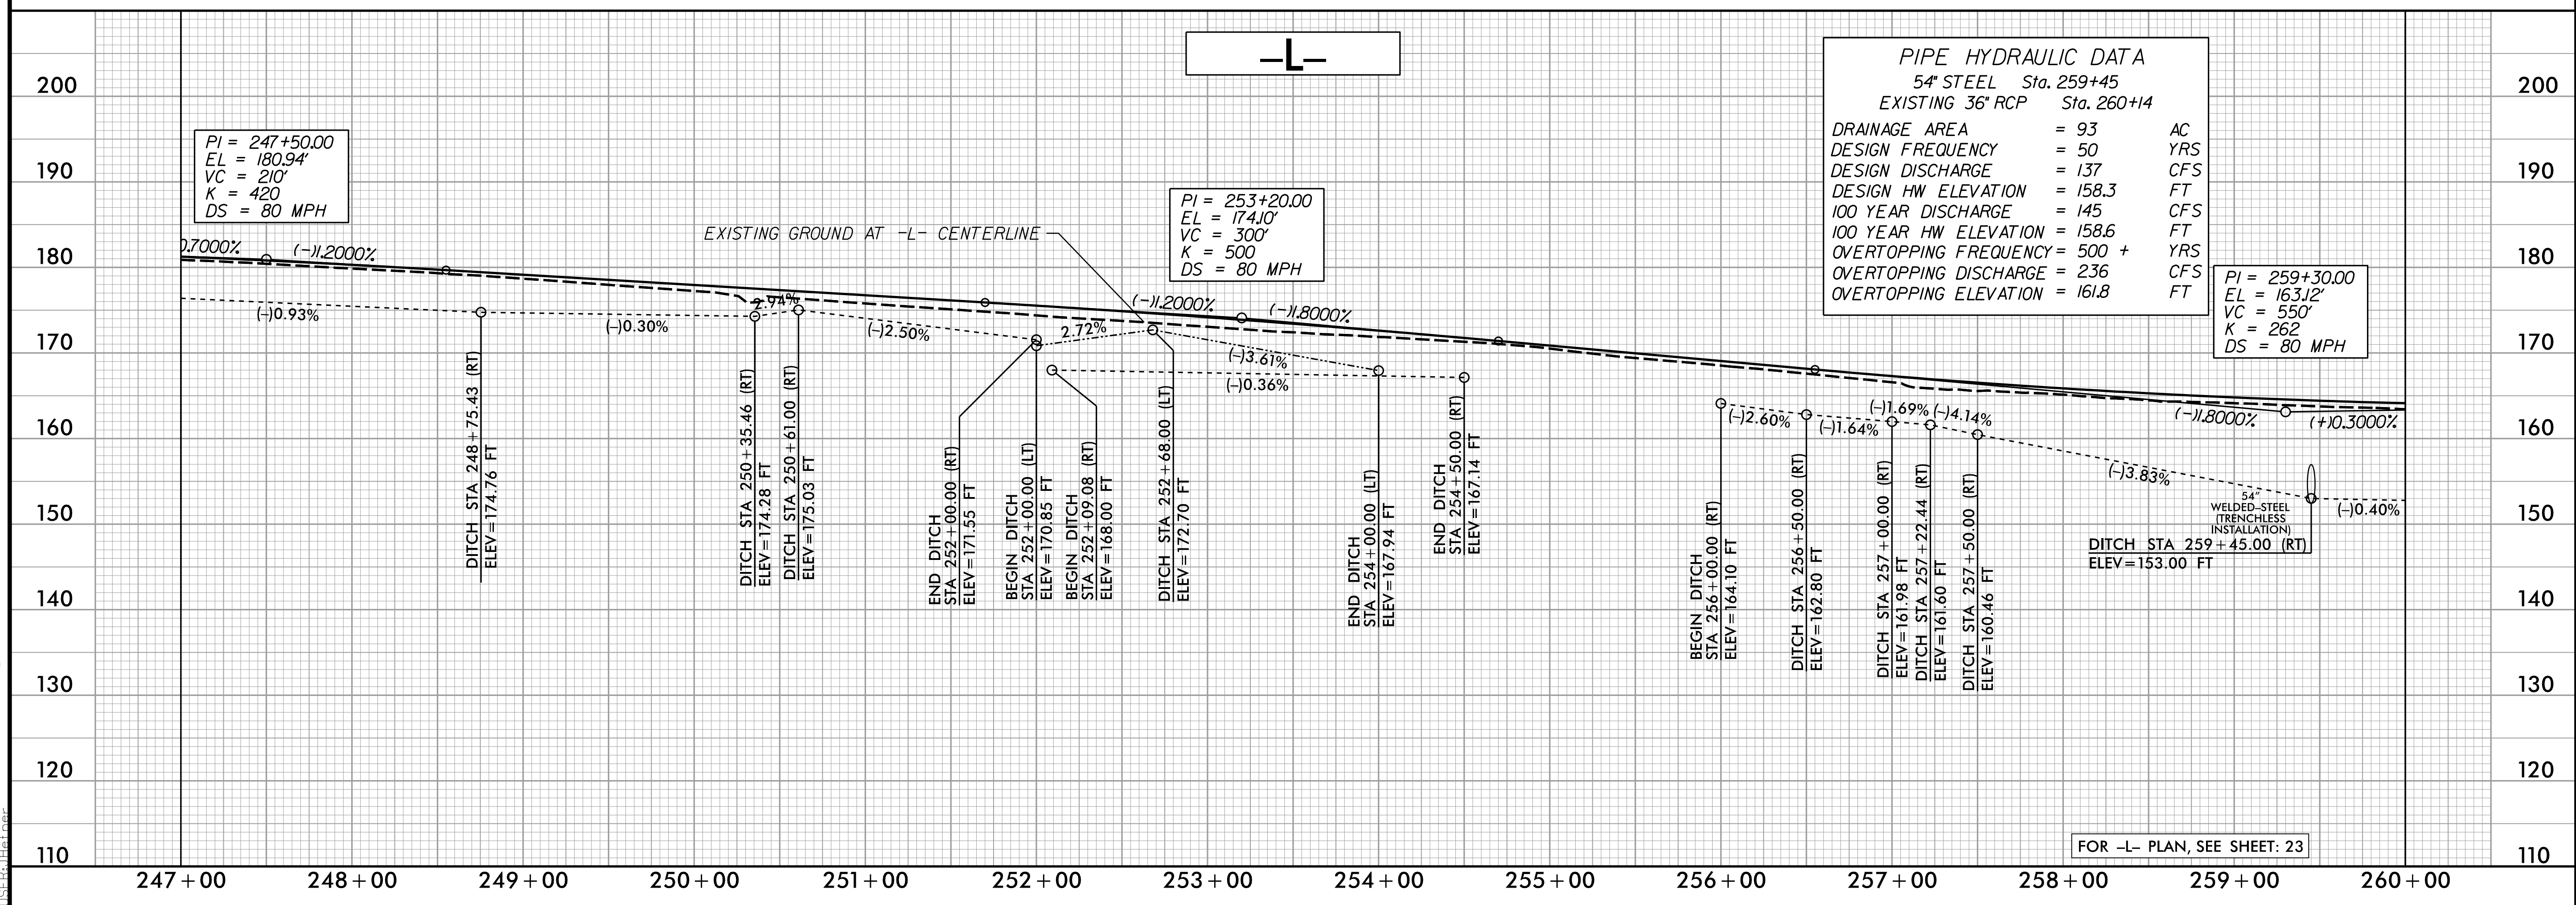 –L–
PIPE HYDRAULIC DATA
54" STEEL Sta. 259+45
EXISTING 36" RCP Sta. 260+14
DRAINAGE AREA = 93 AC
DESIGN FREQUENCY = 50 YRS
DESIGN DISCHARGE = 137 CFS
DESIGN HW ELEVATION = 158.3 FT
100 YEAR DISCHARGE = 145 CFS
100 YEAR HW ELEVATION = 158.6 FT
OVERTOPPING FREQUENCY = 500 + YRS
OVERTOPPING DISCHARGE = 236 CFS
OVERTOPPING ELEVATION = 161.8 FT
200
190
180
170
160
150
140
130
120
110
200
190
180
170
160
150
140
130
120
110
PI = 247+50.00
EL = 180.94'
VC = 210'
K = 420
DS = 80 MPH
PI = 253+20.00
EL = 174.10'
VC = 300'
K = 500
DS = 80 MPH
PI = 259+30.00
EL = 163.12'
VC = 550'
K = 262
DS = 80 MPH
EXISTING GROUND AT -L- CENTERLINE
0.7000%
(-)1.2000%
(-)1.2000%
(-)1.8000%
(-)1.8000%
(+)0.3000%
(–)0.93%
(–)0.30%
2.94%
(–)2.50%
2.72%
(–)3.61%
(–)0.36%
(–)2.60%
(–)1.64%
(–)1.69%
(–)4.14%
(–)3.83%
(–)0.40%
DITCH STA 248+75.43 (RT)
ELEV=174.76 FT
DITCH STA 250+35.46 (RT)
ELEV=174.28 FT
DITCH STA 250+61.00 (RT)
ELEV=175.03 FT
END DITCH
STA 252+00.00 (RT)
ELEV=171.55 FT
BEGIN DITCH
STA 252+00.00 (LT)
ELEV=170.85 FT
BEGIN DITCH
STA 252+09.08 (RT)
ELEV=168.00 FT
DITCH STA 252+68.00 (LT)
ELEV=172.70 FT
END DITCH
STA 254+00.00 (LT)
ELEV=167.94 FT
END DITCH
STA 254+50.00 (RT)
ELEV=167.14 FT
BEGIN DITCH
STA 256+00.00 (RT)
ELEV=164.10 FT
DITCH STA 256+50.00 (RT)
ELEV=162.80 FT
DITCH STA 257+00.00 (RT)
ELEV=161.98 FT
DITCH STA 257+22.44 (RT)
ELEV=161.60 FT
DITCH STA 257+50.00 (RT)
ELEV=160.46 FT
54"
WELDED–STEEL
(TRENCHLESS
INSTALLATION)
DITCH STA 259+45.00 (RT)
ELEV=153.00 FT
FOR –L– PLAN, SEE SHEET: 23
247+00
248+00
249+00
250+00
251+00
252+00
253+00
254+00
255+00
256+00
257+00
258+00
259+00
260+00